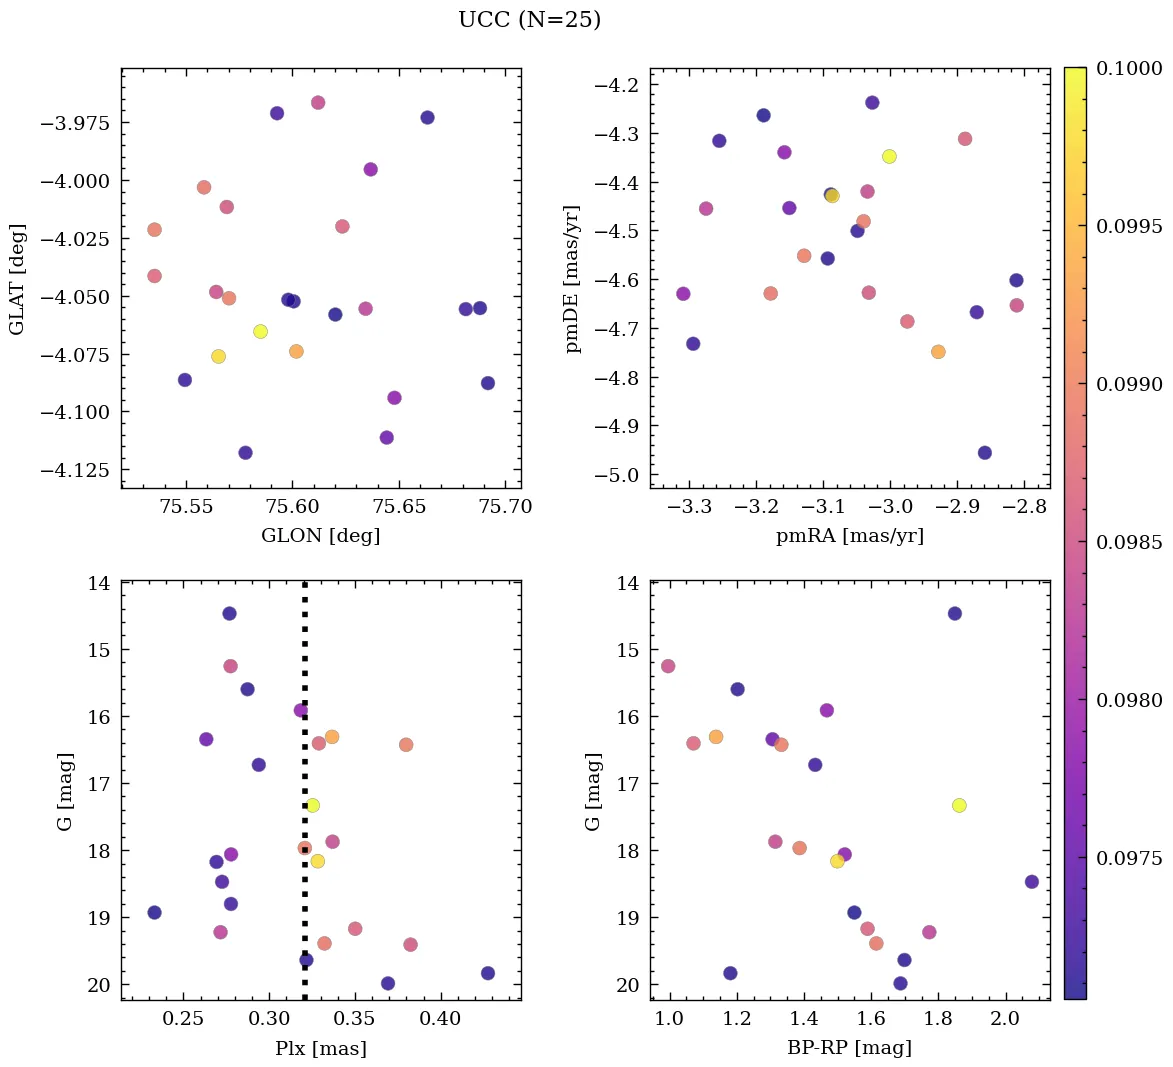 UCC (N=25)
−3.975
−4.000
−4.025
−4.050
−4.075
−4.100
−4.125
GLAT [deg]
75.55 75.60 75.65 75.70
GLON [deg]
−4.2
−4.3
−4.4
−4.5
−4.6
−4.7
−4.8
−4.9
−5.0
pmDE [mas/yr]
−3.3 −3.2 −3.1 −3.0 −2.9 −2.8
pmRA [mas/yr]
14
15
16
17
18
19
20
G [mag]
0.25 0.30 0.35 0.40
Plx [mas]
14
15
16
17
18
19
20
G [mag]
1.0 1.2 1.4 1.6 1.8 2.0
BP-RP [mag]
0.1000
0.0995
0.0990
0.0985
0.0980
0.0975